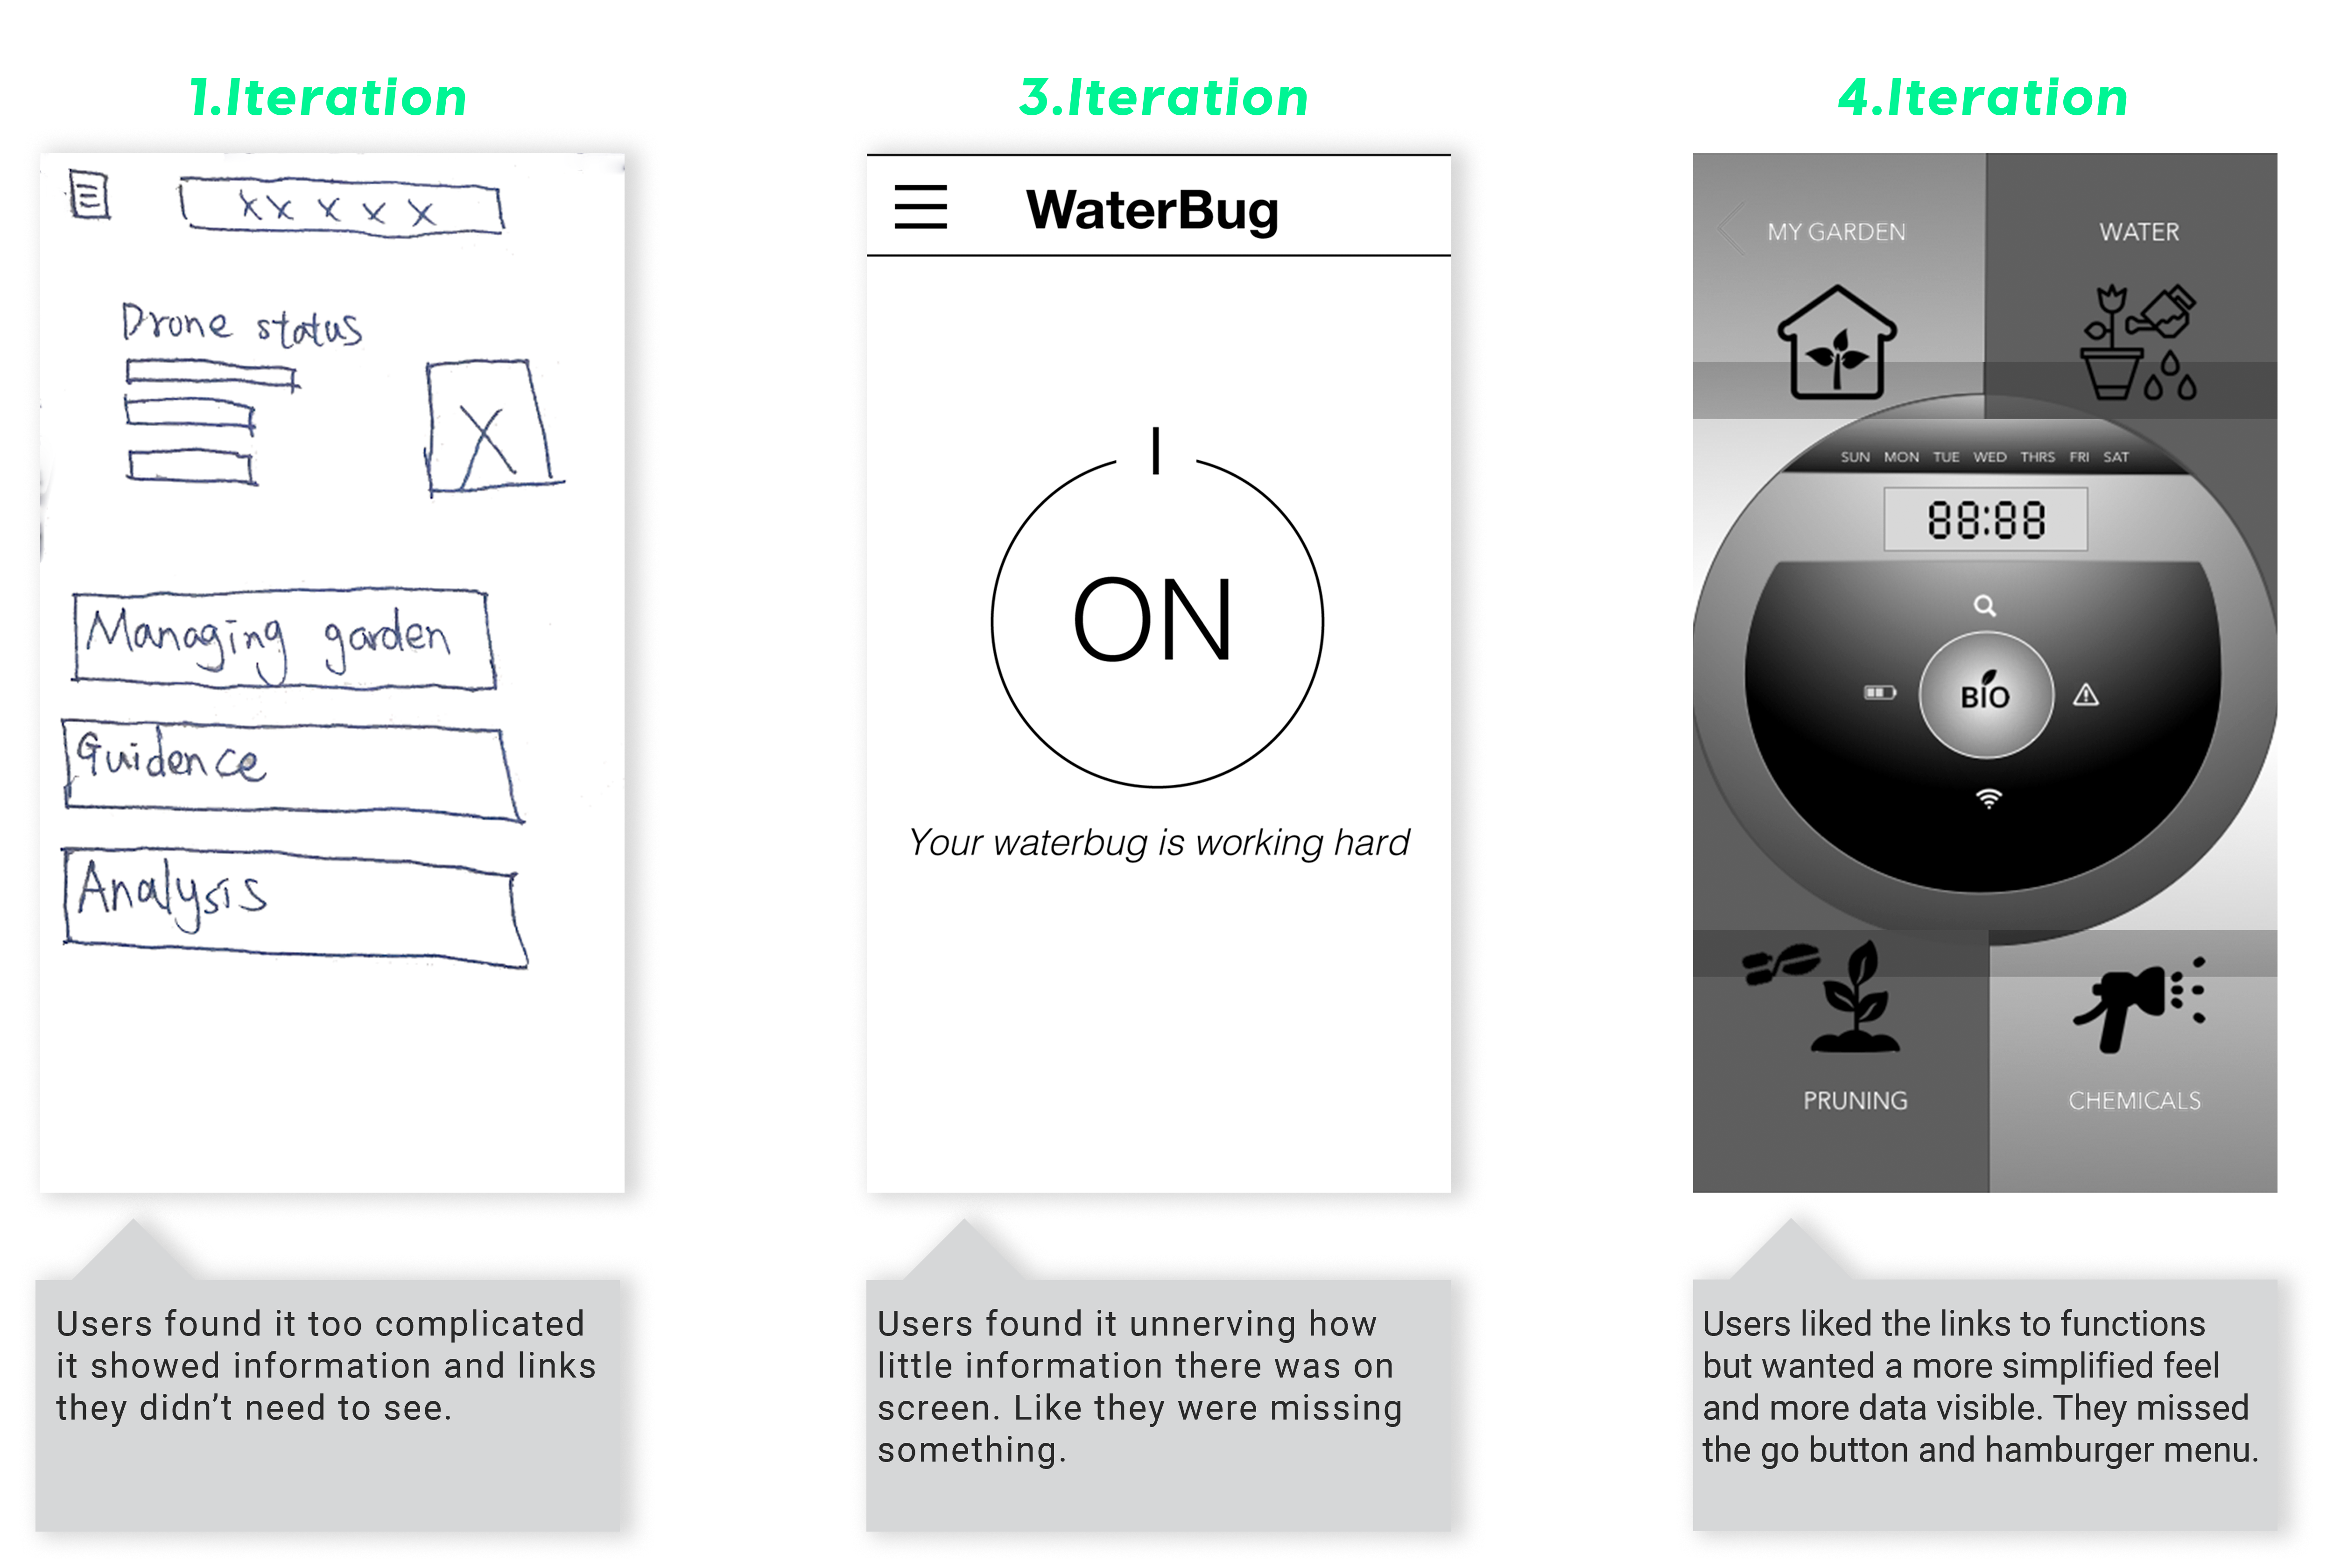 1.Iteration
3.Iteration
4.Iteration
XX X X X
Drone status
X
Managing garden
Guidence
Analysis
Users found it too complicated
it showed information and links
they didn't need to see.
WaterBug
ON
Your waterbug is working hard
Users found it unnerving how
little information there was on
screen. Like they were missing
something.
MY GARDEN
WATER
SUN MON TUE WED THRS FRI SAT
88:88
BIO
PRUNING
CHEMICALS
Users liked the links to functions
but wanted a more simplified feel
and more data visible. They missed
the go button and hamburger menu.